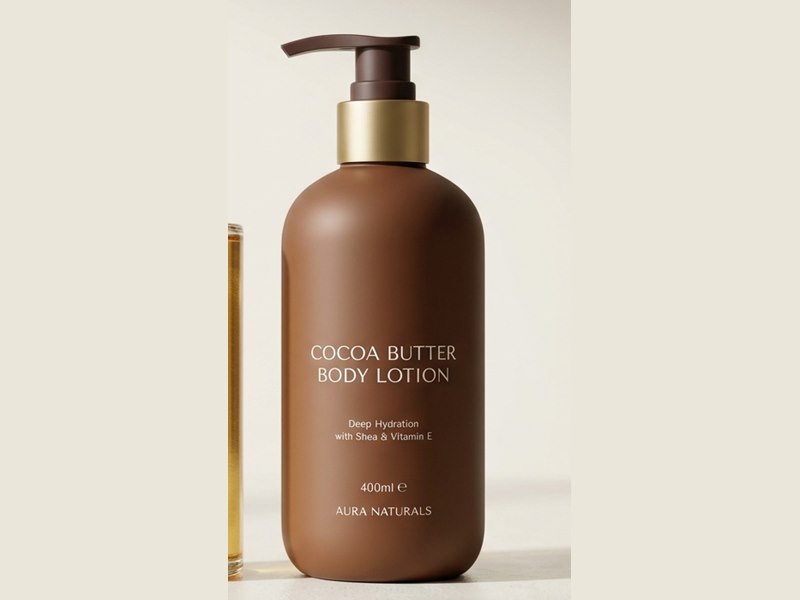 COCOA BUTTER
BODY LOTION
Deep Hydration
with Shea & Vitamin E
400ml ℮
AURA NATURALS